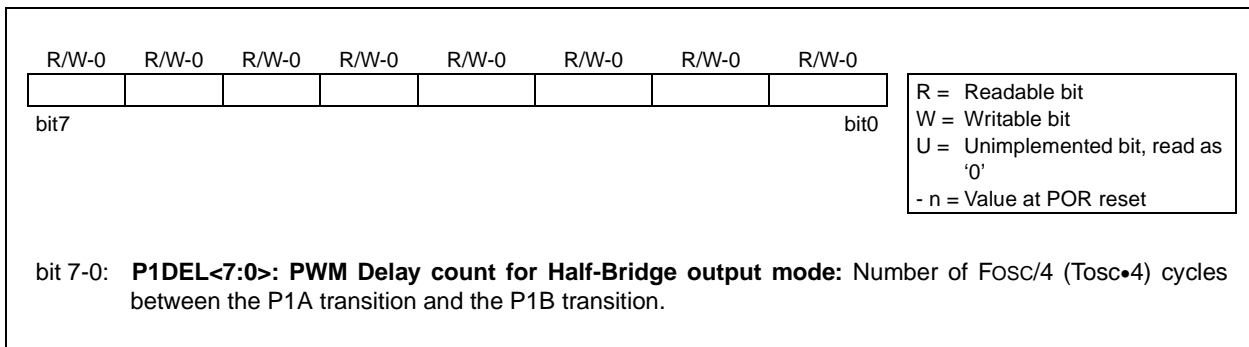 R/W-0 R/W-0 R/W-0 R/W-0 R/W-0 R/W-0 R/W-0 R/W-0
bit7 bit0
R = Readable bit
W = Writable bit
U = Unimplemented bit, read as
‘0’
- n = Value at POR reset
bit 7-0: P1DEL<7:0>: PWM Delay count for Half-Bridge output mode: Number of FOSC/4 (Tosc•4) cycles
between the P1A transition and the P1B transition.